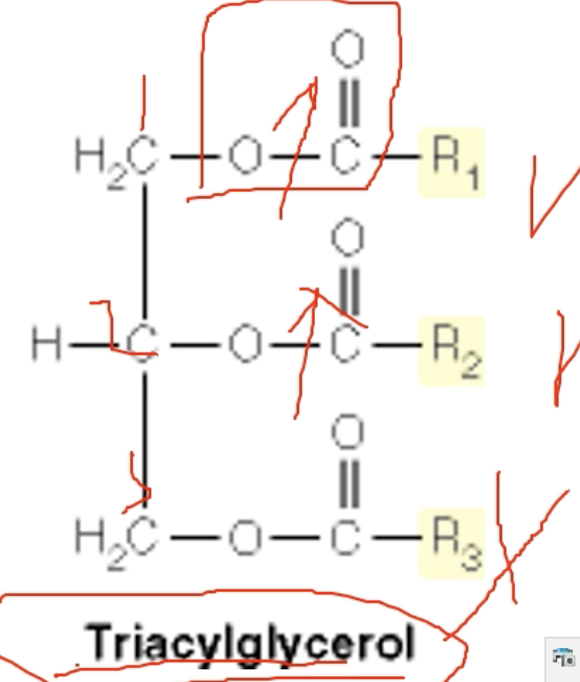 O
H₂C O C R₁
O
H C O C R₂
O
H₂C O C R₃
Triacylglycerol